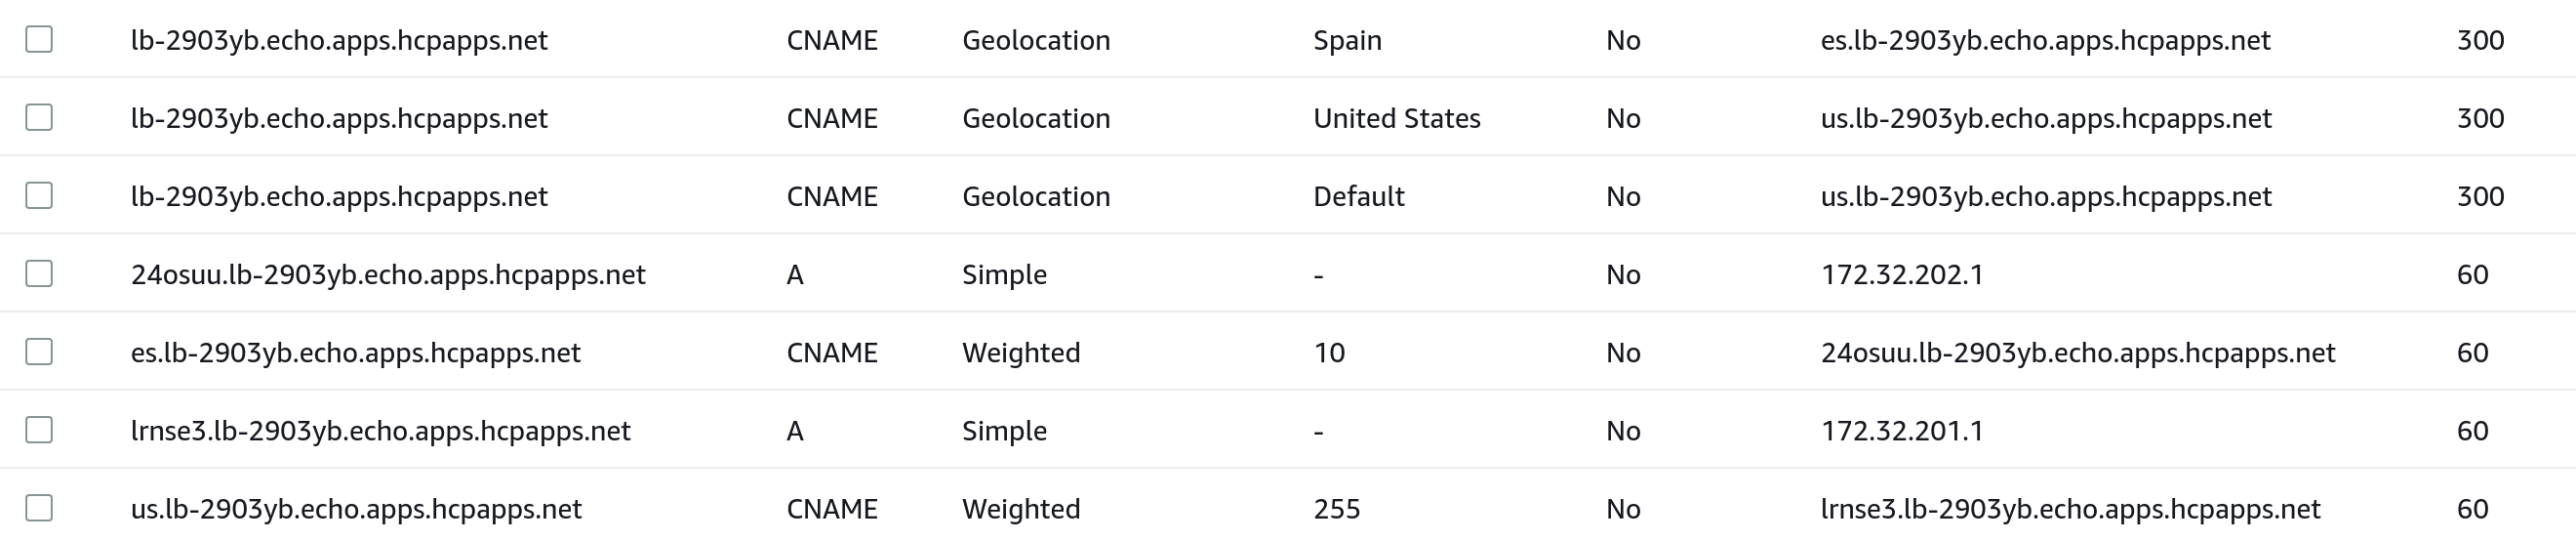 lb-2903yb.echo.apps.hcpapps.net CNAME Geolocation Spain No es.lb-2903yb.echo.apps.hcpapps.net 300
lb-2903yb.echo.apps.hcpapps.net CNAME Geolocation United States No us.lb-2903yb.echo.apps.hcpapps.net 300
lb-2903yb.echo.apps.hcpapps.net CNAME Geolocation Default No us.lb-2903yb.echo.apps.hcpapps.net 300
24osuu.lb-2903yb.echo.apps.hcpapps.net A Simple - No 172.32.202.1 60
es.lb-2903yb.echo.apps.hcpapps.net CNAME Weighted 10 No 24osuu.lb-2903yb.echo.apps.hcpapps.net 60
lrnse3.lb-2903yb.echo.apps.hcpapps.net A Simple - No 172.32.201.1 60
us.lb-2903yb.echo.apps.hcpapps.net CNAME Weighted 255 No lrnse3.lb-2903yb.echo.apps.hcpapps.net 60